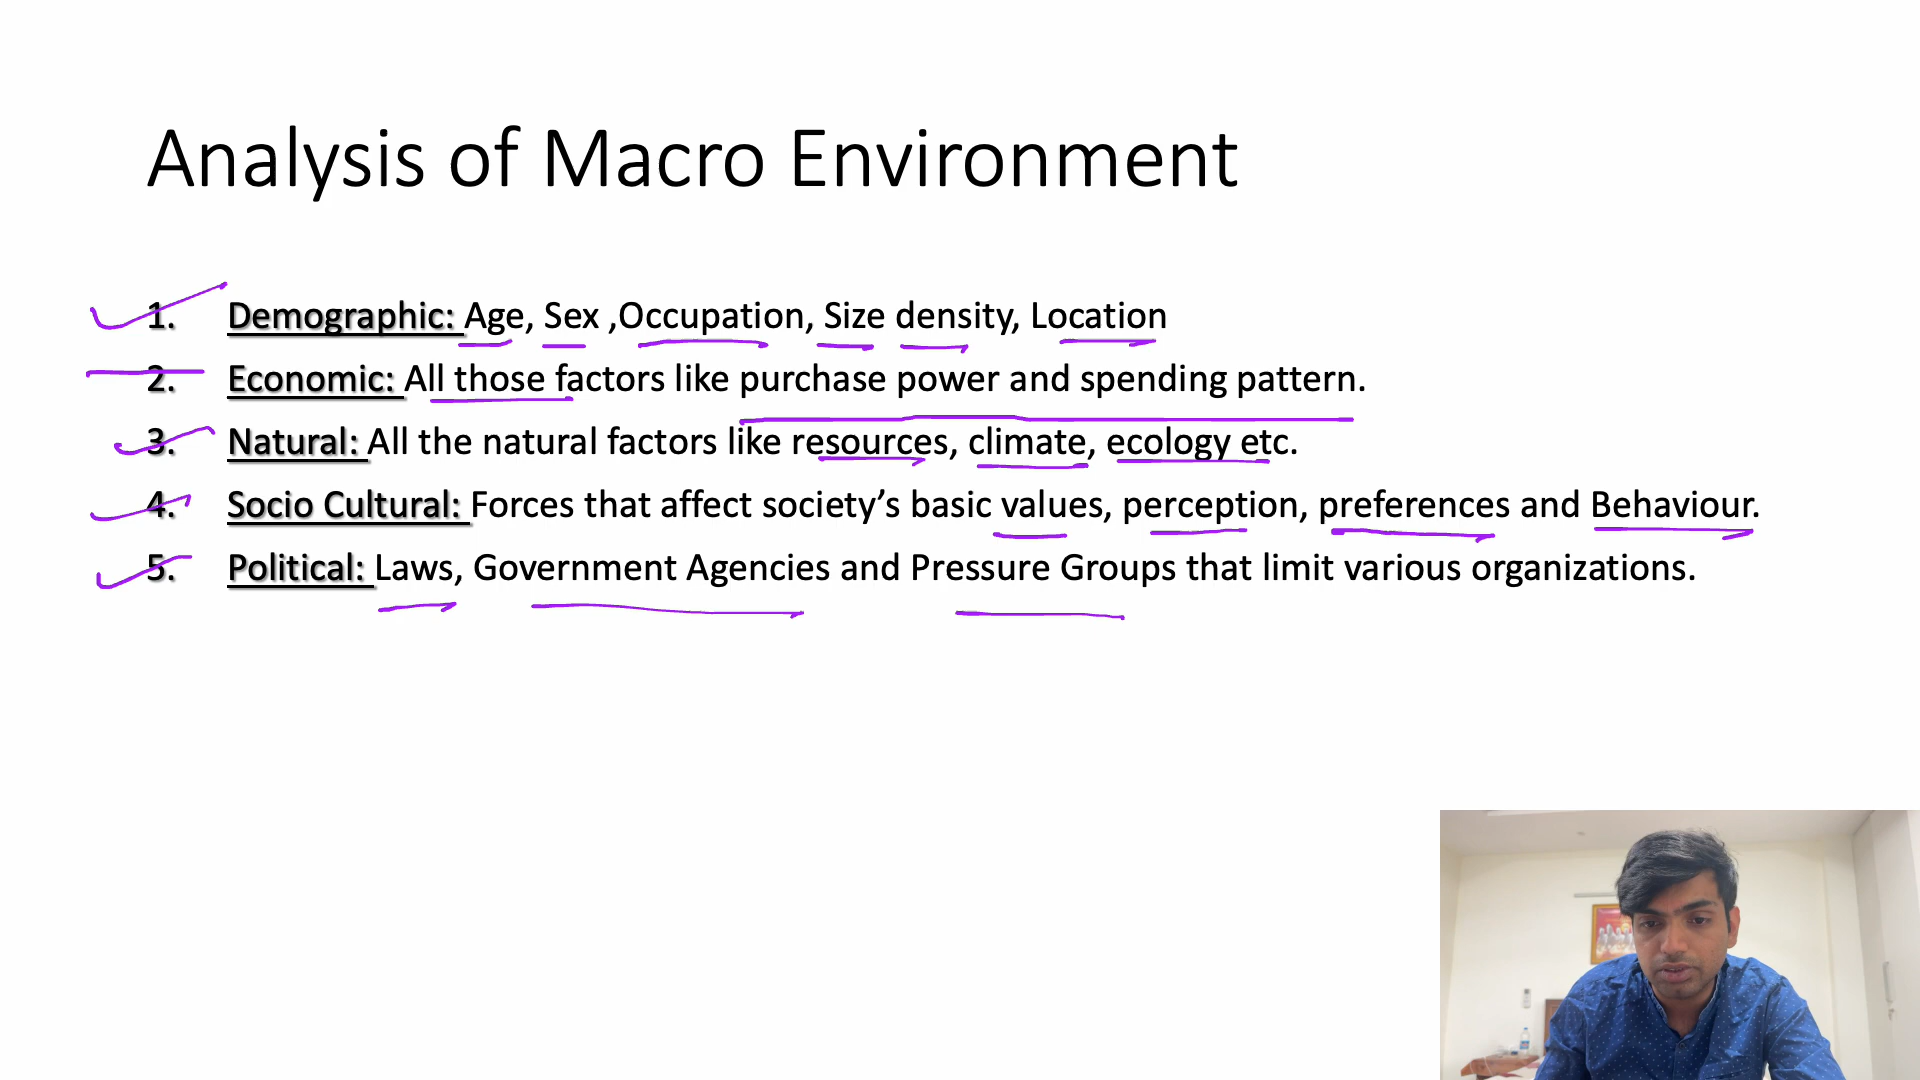 Analysis of Macro Environment
1. Demographic: Age, Sex ,Occupation, Size density, Location
2. Economic: All those factors like purchase power and spending pattern.
3. Natural: All the natural factors like resources, climate, ecology etc.
4. Socio Cultural: Forces that affect society’s basic values, perception, preferences and Behaviour.
5. Political: Laws, Government Agencies and Pressure Groups that limit various organizations.